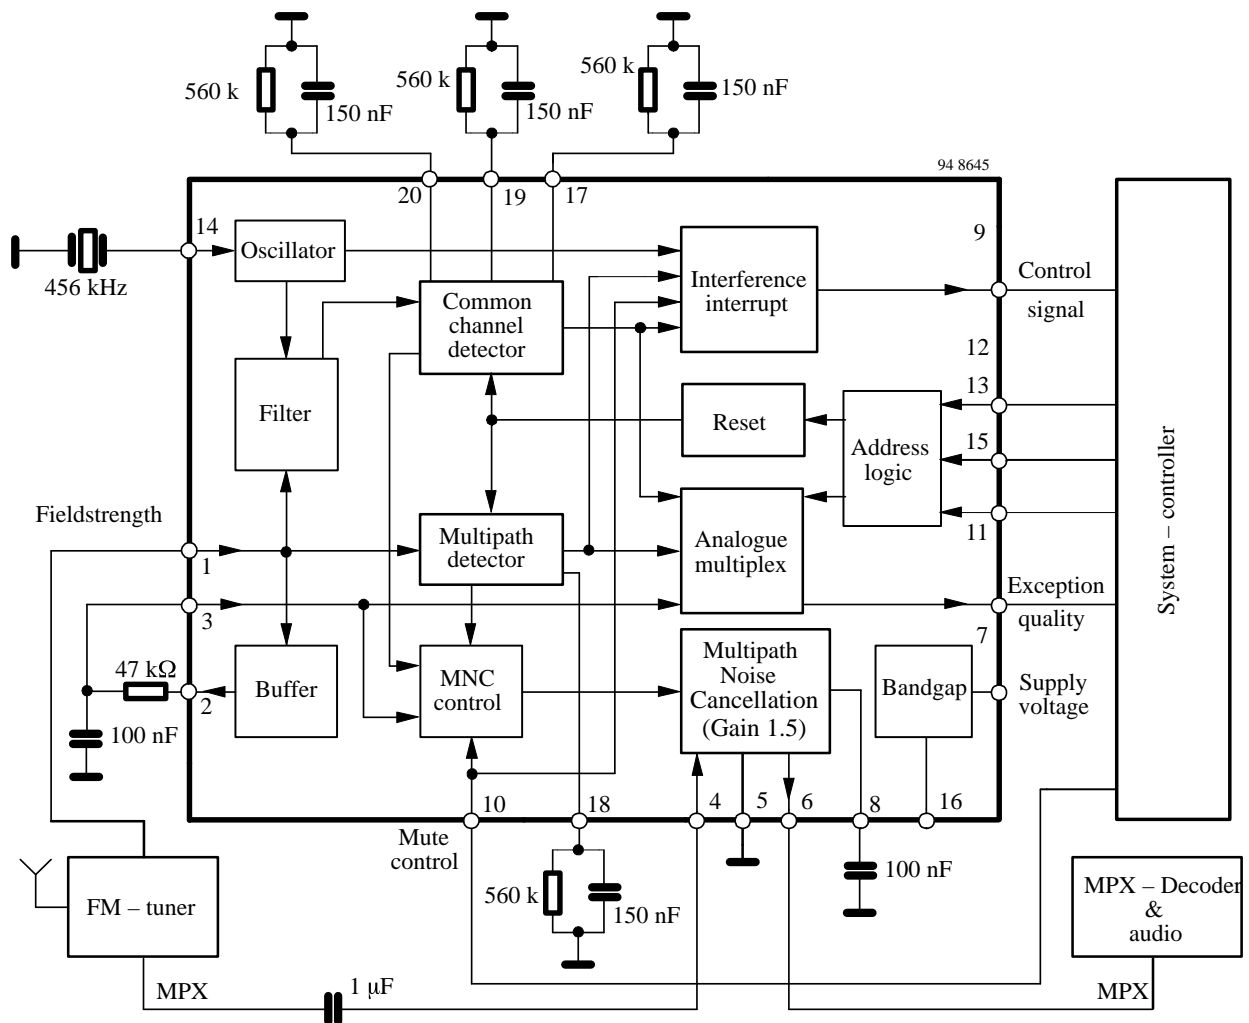 560 k
150 nF
560 k
150 nF
560 k
150 nF
94 8645
20
19
17
14
Oscillator
456 kHz
9
Control
signal
Interference
interrupt
Common
channel
detector
12
13
Filter
Reset
Address
logic
15
11
System – controller
Fieldstrength
1
Multipath
detector
Analogue
multiplex
Exception
quality
3
7
47 kΩ
2
Buffer
MNC
control
Multipath
Noise
Cancellation
(Gain 1.5)
Bandgap
Supply
voltage
100 nF
10
18
4
5
6
8
16
Mute
control
FM – tuner
560 k
150 nF
100 nF
MPX – Decoder
&
audio
MPX
1 µF
MPX